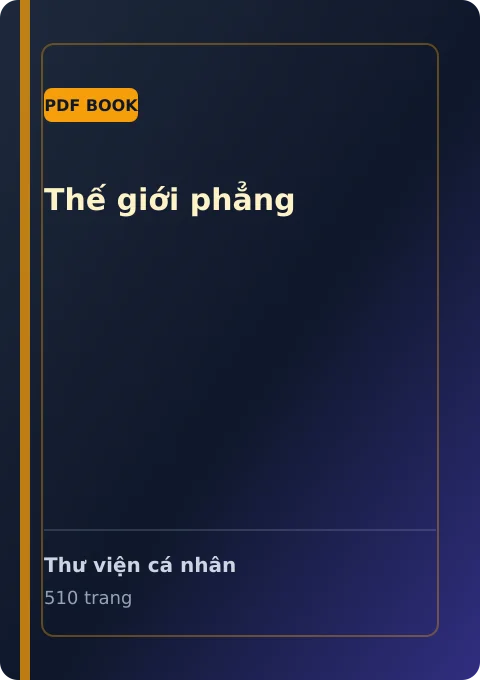 PDF BOOK
Thế giới phẳng
Thư viện cá nhân
510 trang